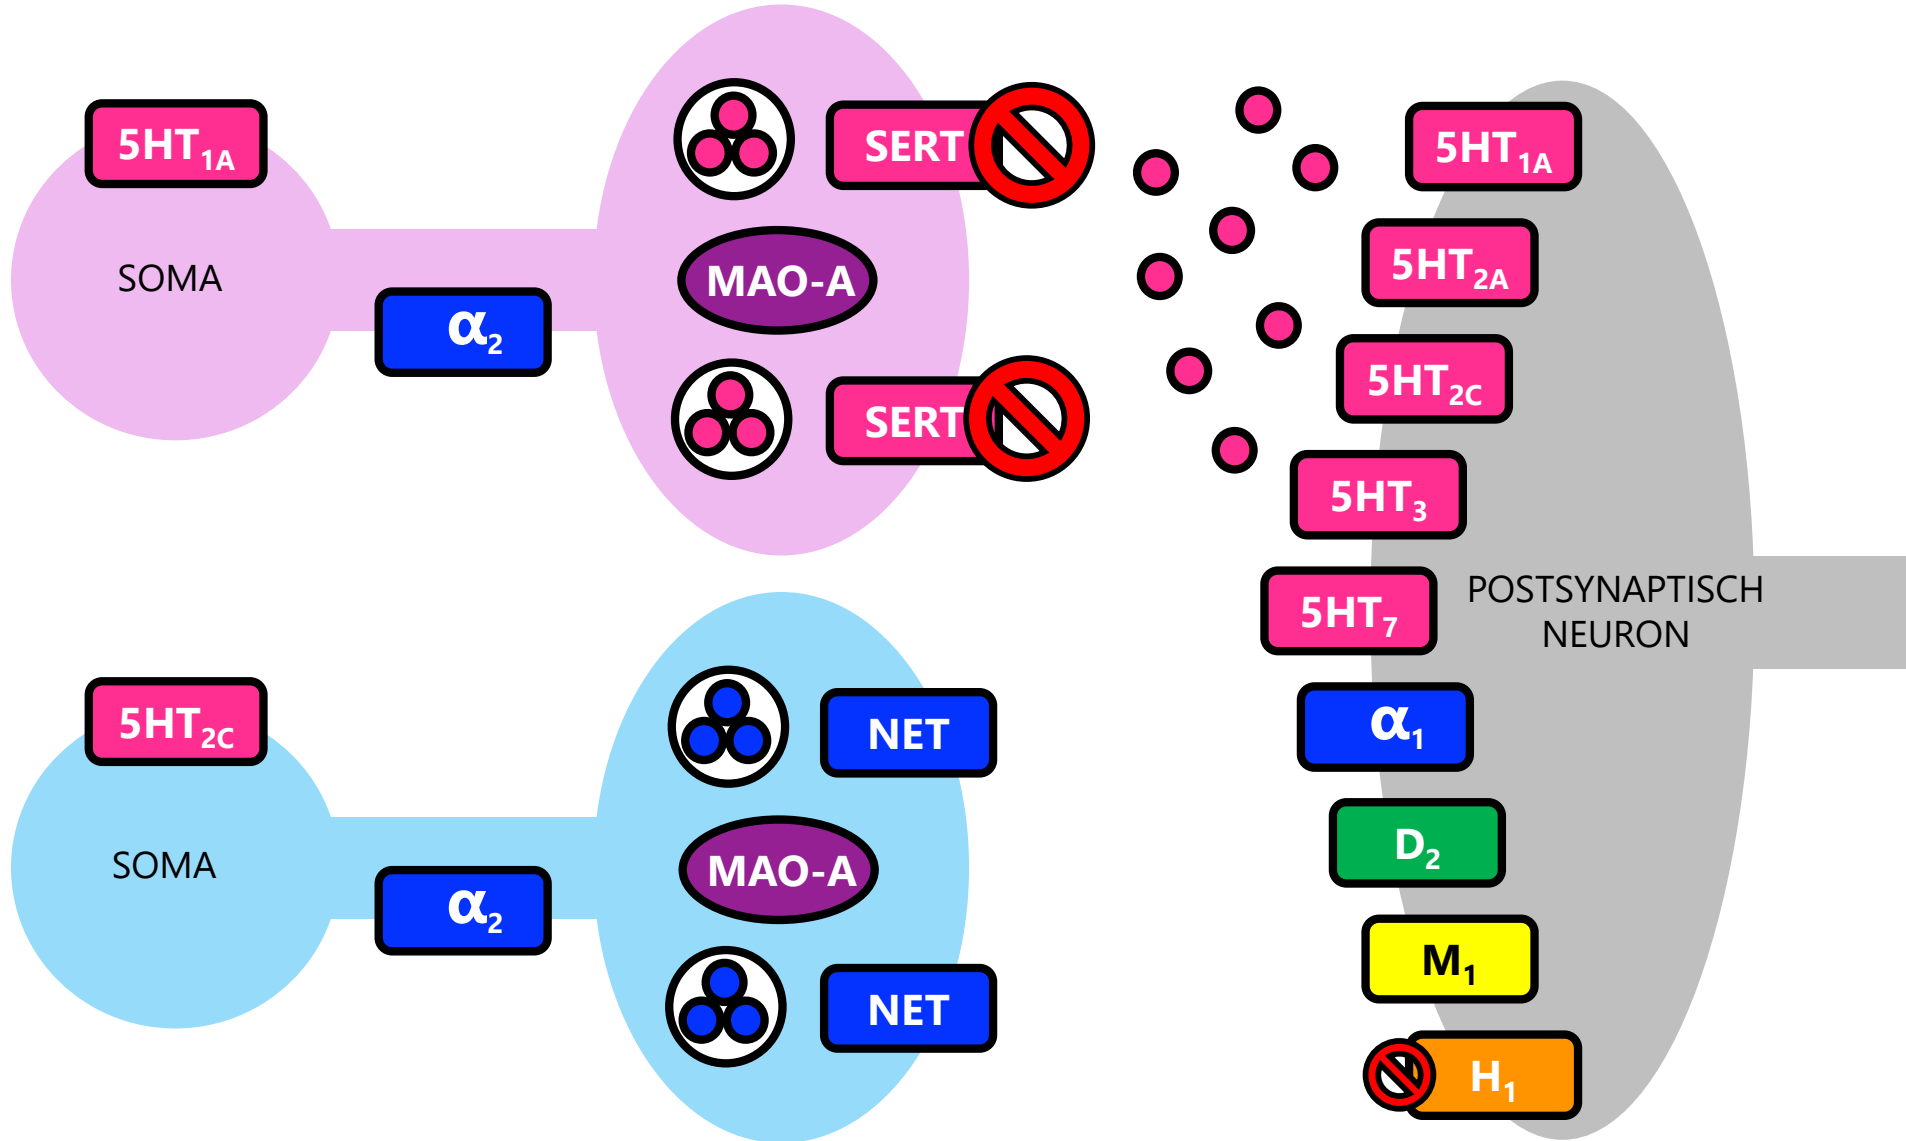 5HT1A
SOMA
α2
SERT
MAO-A
SERT
5HT2C
SOMA
α2
NET
MAO-A
NET
5HT1A
5HT2A
5HT2C
5HT3
5HT7
POSTSYNAPTISCH
NEURON
α1
D2
M1
H1